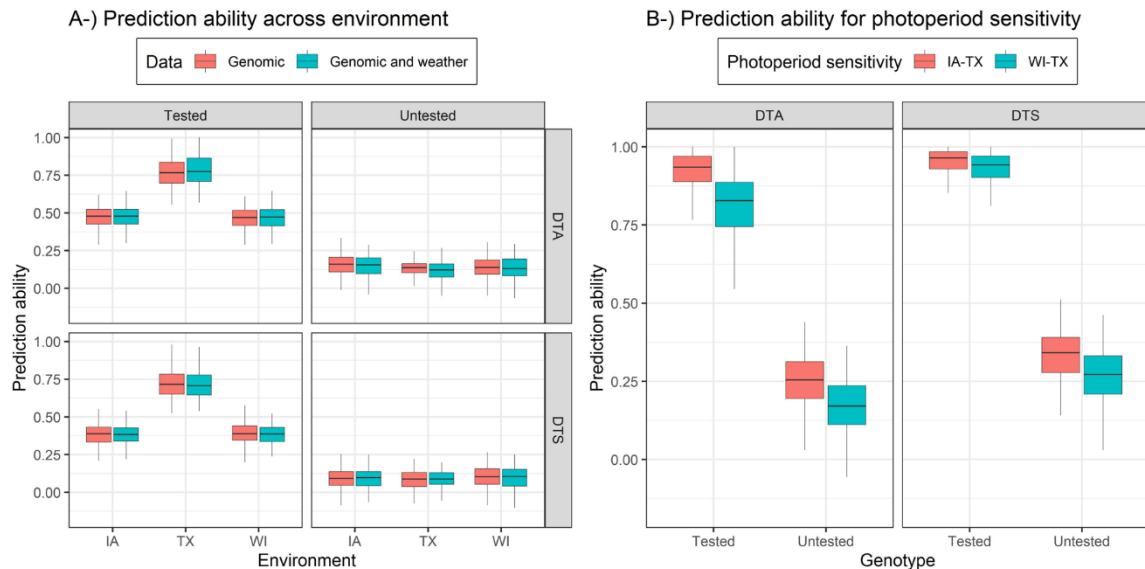 A-) Prediction ability across environment
Data Genomic Genomic and weather
Tested Untested
1.00
0.75
0.50
0.25
0.00
DTA
1.00
0.75
0.50
0.25
0.00
DTS
Prediction ability
IA TX WI IA TX WI
Environment
B-) Prediction ability for photoperiod sensitivity
Photoperiod sensitivity IA-TX WI-TX
DTA DTS
1.00
0.75
0.50
0.25
0.00
Prediction ability
Tested Untested Tested Untested
Genotype